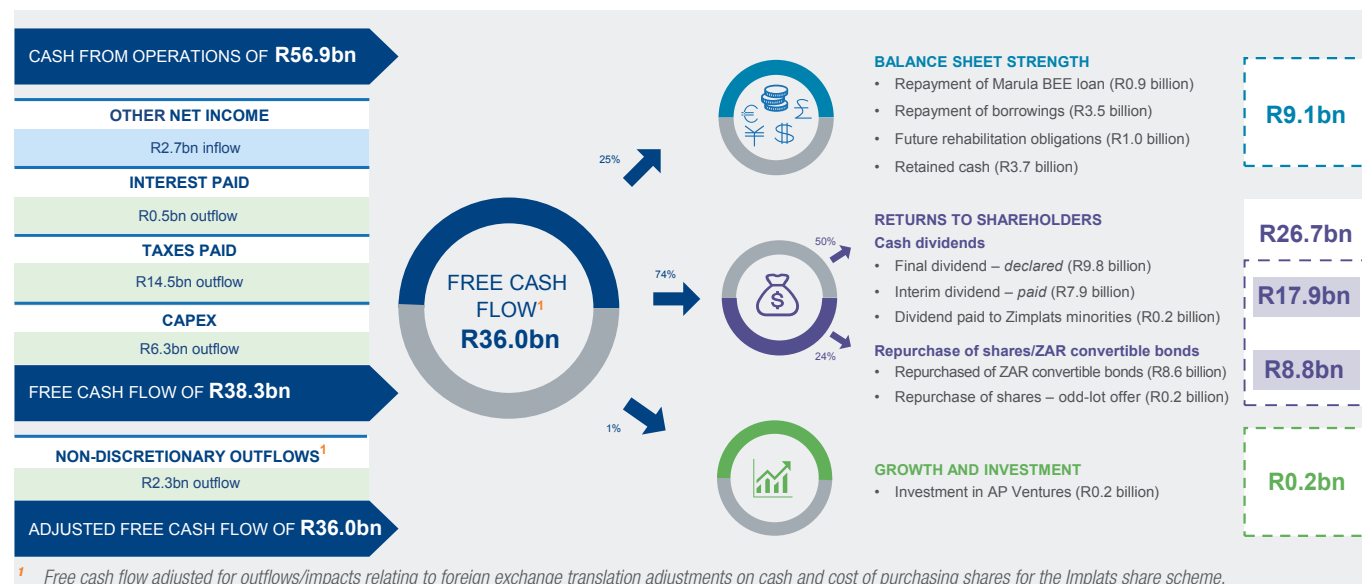 CASH FROM OPERATIONS OF R56.9bn
OTHER NET INCOME
R2.7bn inflow
INTEREST PAID
R0.5bn outflow
TAXES PAID
R14.5bn outflow
CAPEX
R6.3bn outflow
FREE CASH FLOW OF R38.3bn
NON-DISCRETIONARY OUTFLOWS1
R2.3bn outflow
ADJUSTED FREE CASH FLOW OF R36.0bn
FREE CASH
FLOW1
R36.0bn
25%
74%
1%
€ £ ¥ $
BALANCE SHEET STRENGTH
• Repayment of Marula BEE loan (R0.9 billion)
• Repayment of borrowings (R3.5 billion)
• Future rehabilitation obligations (R1.0 billion)
• Retained cash (R3.7 billion)
R9.1bn
$
50%
24%
RETURNS TO SHAREHOLDERS
Cash dividends
• Final dividend – declared (R9.8 billion)
• Interim dividend – paid (R7.9 billion)
• Dividend paid to Zimplats minorities (R0.2 billion)
Repurchase of shares/ZAR convertible bonds
• Repurchased of ZAR convertible bonds (R8.6 billion)
• Repurchase of shares – odd-lot offer (R0.2 billion)
R26.7bn
R17.9bn
R8.8bn
GROWTH AND INVESTMENT
• Investment in AP Ventures (R0.2 billion)
R0.2bn
1 Free cash flow adjusted for outflows/impacts relating to foreign exchange translation adjustments on cash and cost of purchasing shares for the Implats share scheme.